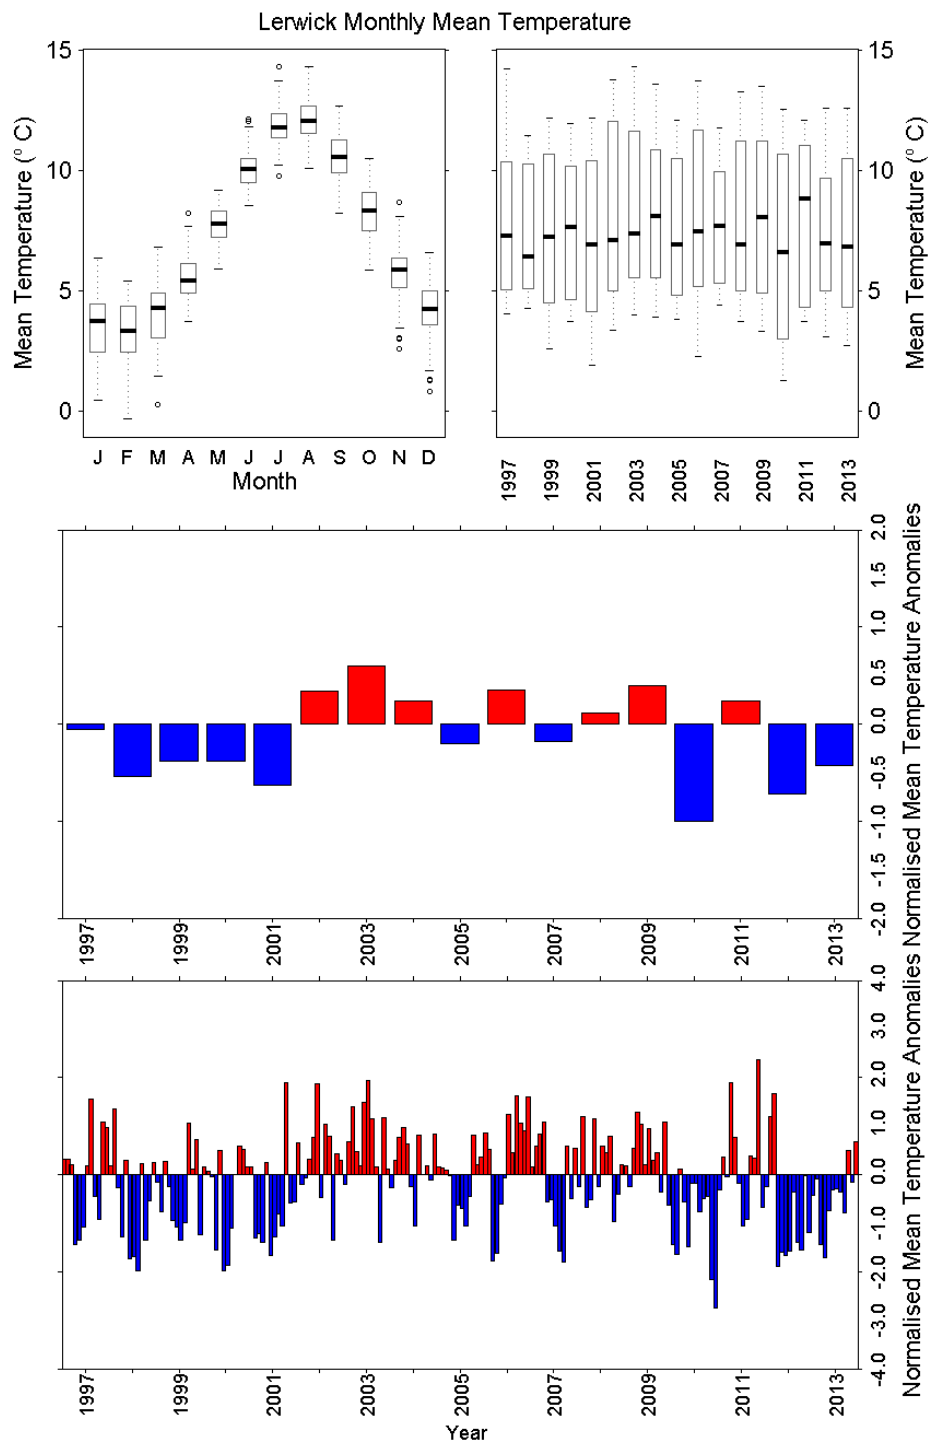 Lerwick Monthly Mean Temperature
Mean Temperature (° C)
15
10
5
0
J F M A M J J A S O N D
Month
15
10
5
0
Mean Temperature (° C)
1997 1999 2001 2003 2005 2007 2009 2011 2013
2.0
1.5
1.0
0.5
0.0
-0.5
-1.0
-1.5
-2.0
Normalised Mean Temperature Anomalies
1997 1999 2001 2003 2005 2007 2009 2011 2013
4.0
3.0
2.0
1.0
0.0
-1.0
-2.0
-3.0
-4.0
Normalised Mean Temperature Anomalies
1997 1999 2001 2003 2005 2007 2009 2011 2013
Year